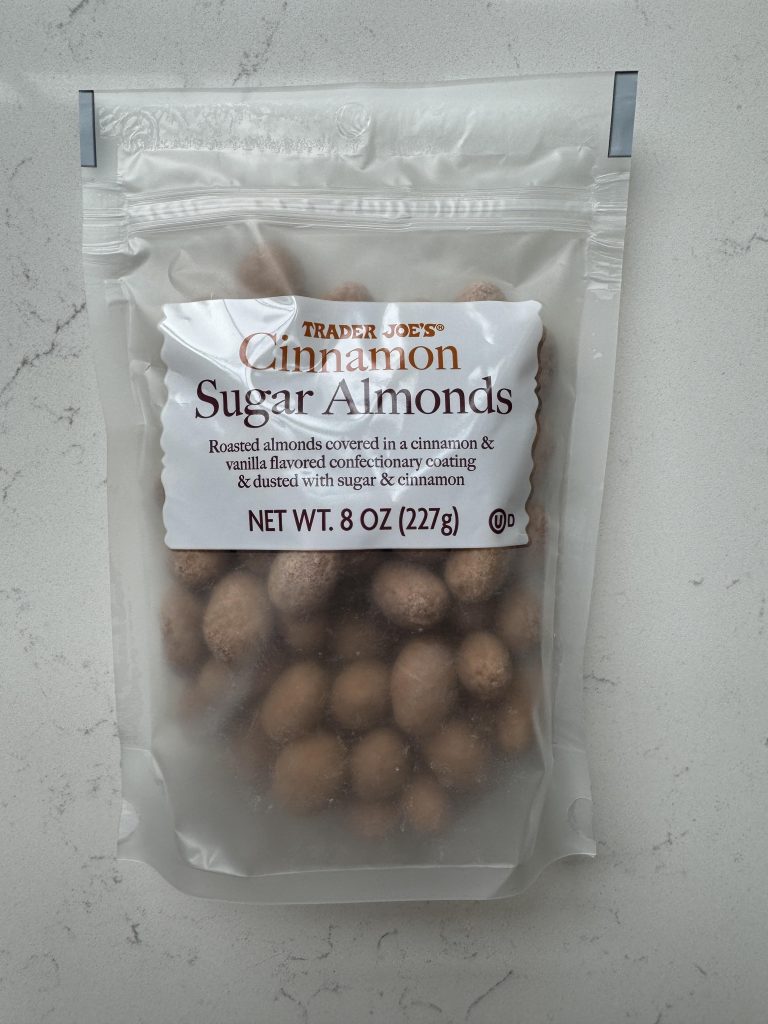 TRADER JOE'S®
Cinnamon
Sugar Almonds
Roasted almonds covered in a cinnamon &
vanilla flavored confectionary coating
& dusted with sugar & cinnamon
NET WT. 8 OZ (227g) Ⓤ D